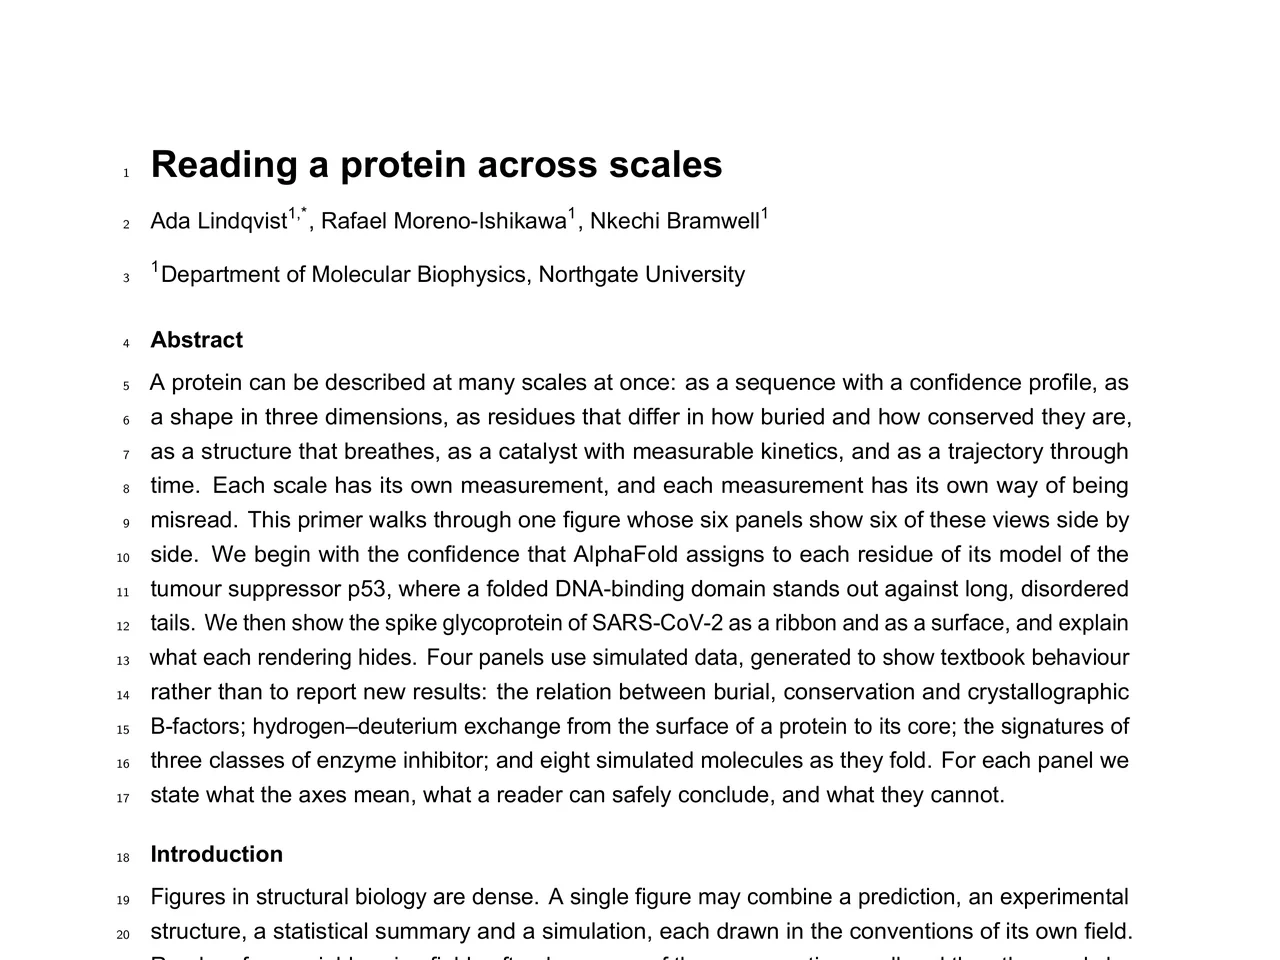 1 Reading a protein across scales
2 Ada Lindqvist1,*, Rafael Moreno-Ishikawa1, Nkechi Bramwell1
3 1Department of Molecular Biophysics, Northgate University
4 Abstract
5 A protein can be described at many scales at once: as a sequence with a confidence profile, as
6 a shape in three dimensions, as residues that differ in how buried and how conserved they are,
7 as a structure that breathes, as a catalyst with measurable kinetics, and as a trajectory through
8 time. Each scale has its own measurement, and each measurement has its own way of being
9 misread. This primer walks through one figure whose six panels show six of these views side by
10 side. We begin with the confidence that AlphaFold assigns to each residue of its model of the
11 tumour suppressor p53, where a folded DNA-binding domain stands out against long, disordered
12 tails. We then show the spike glycoprotein of SARS-CoV-2 as a ribbon and as a surface, and explain
13 what each rendering hides. Four panels use simulated data, generated to show textbook behaviour
14 rather than to report new results: the relation between burial, conservation and crystallographic
15 B-factors; hydrogen–deuterium exchange from the surface of a protein to its core; the signatures of
16 three classes of enzyme inhibitor; and eight simulated molecules as they fold. For each panel we
17 state what the axes mean, what a reader can safely conclude, and what they cannot.
18 Introduction
19 Figures in structural biology are dense. A single figure may combine a prediction, an experimental
20 structure, a statistical summary and a simulation, each drawn in the conventions of its own field.